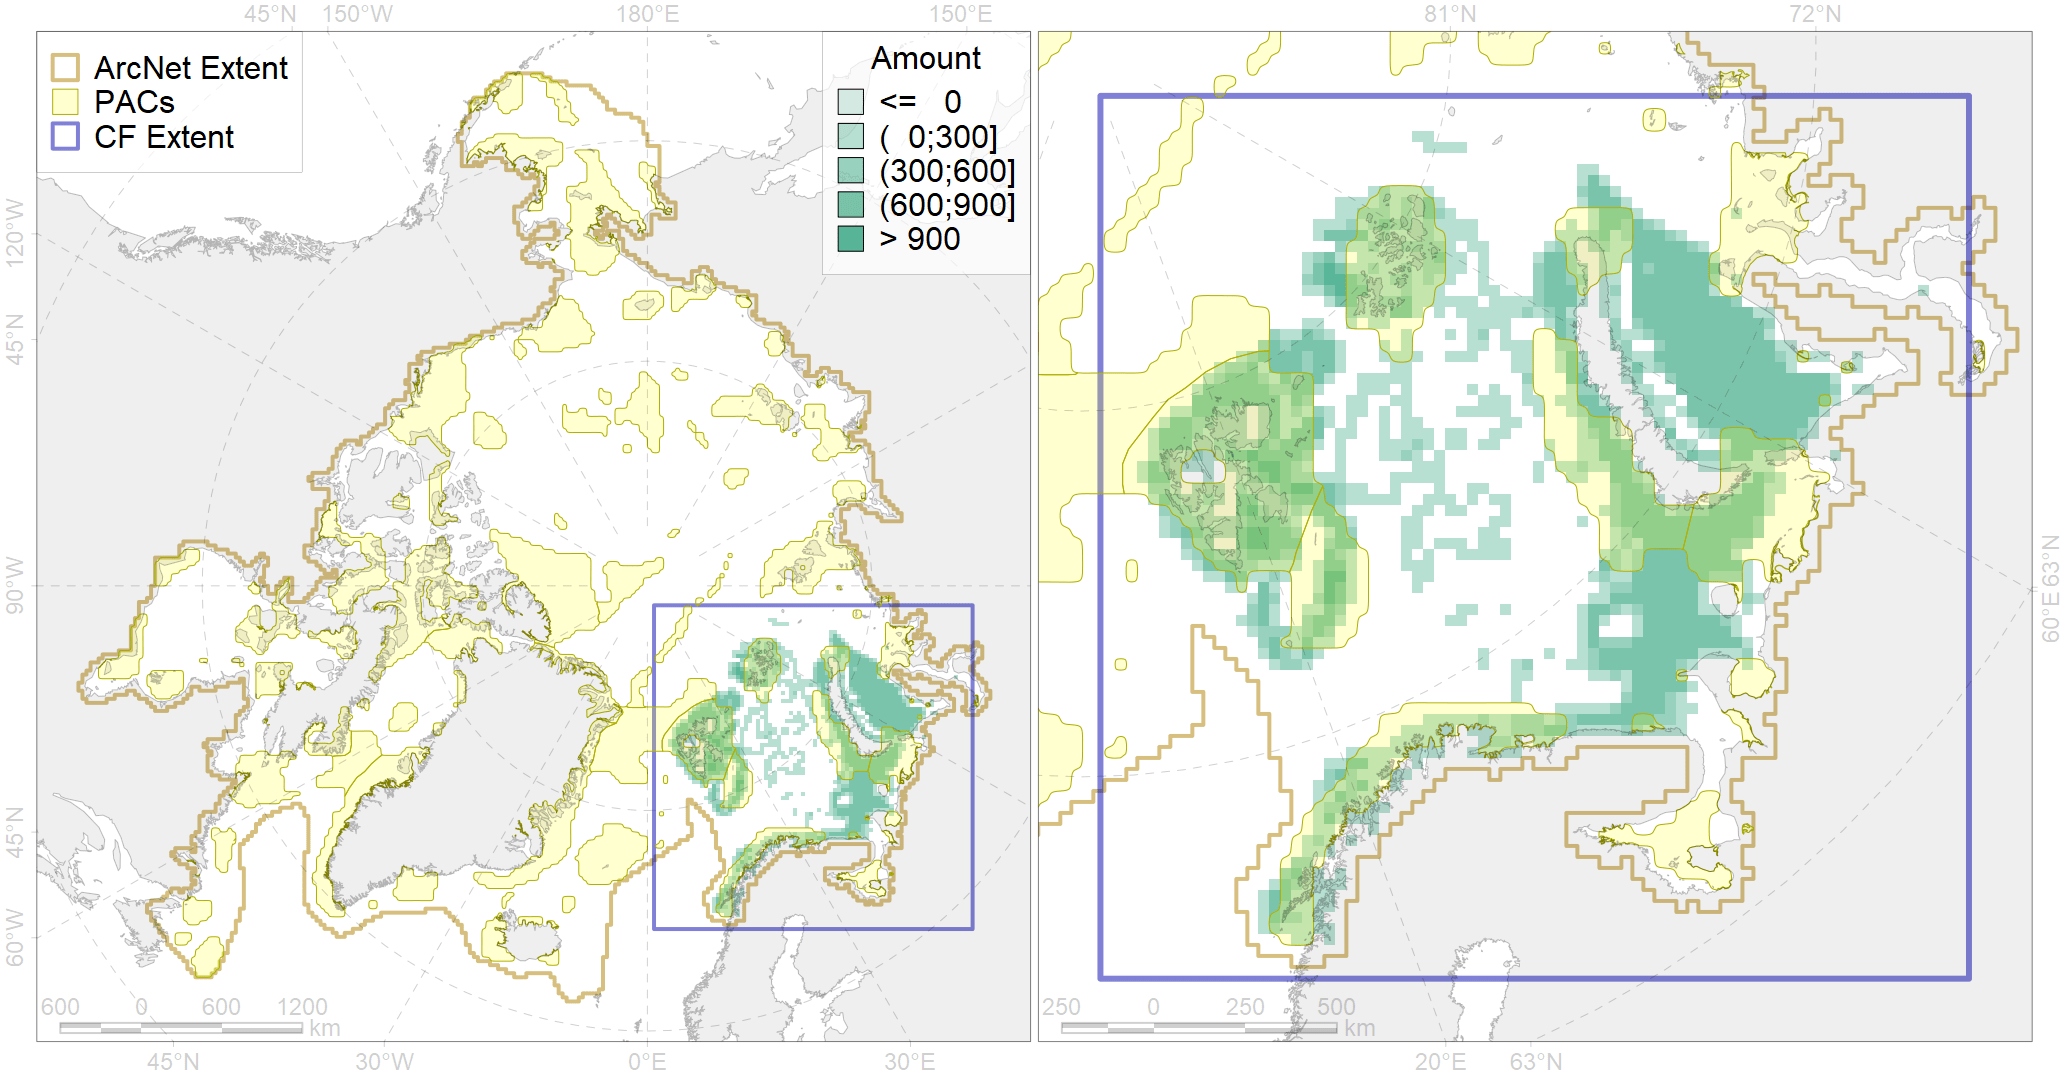 45°N 150°W 180°E 150°W 81°N 72°N
ArcNet Extent
PACs
CF Extent
Amount
<= 0
( 0;300]
(300;600]
(600;900]
> 900
120°W
45°N
90°W
45°N
60°W
63°N
60°E
600 0 600 1200
km
250 0 250 500
km
45°N 30°W 0°E 30°E 20°E 63°N